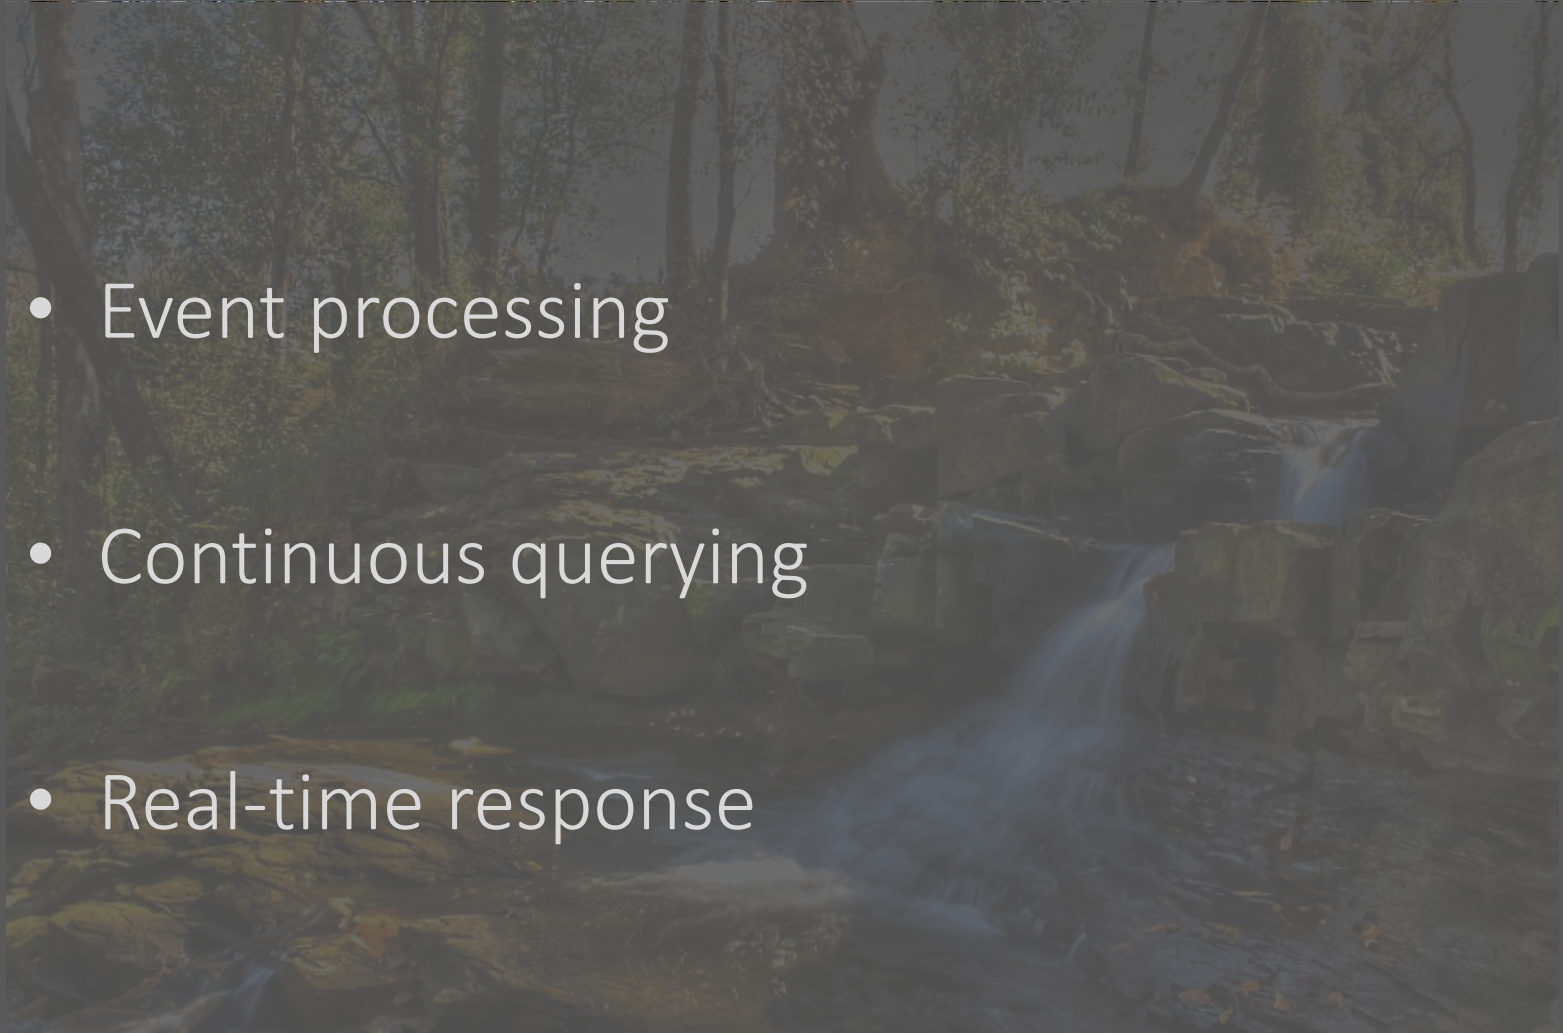 • Event processing
• Continuous querying
• Real-time response